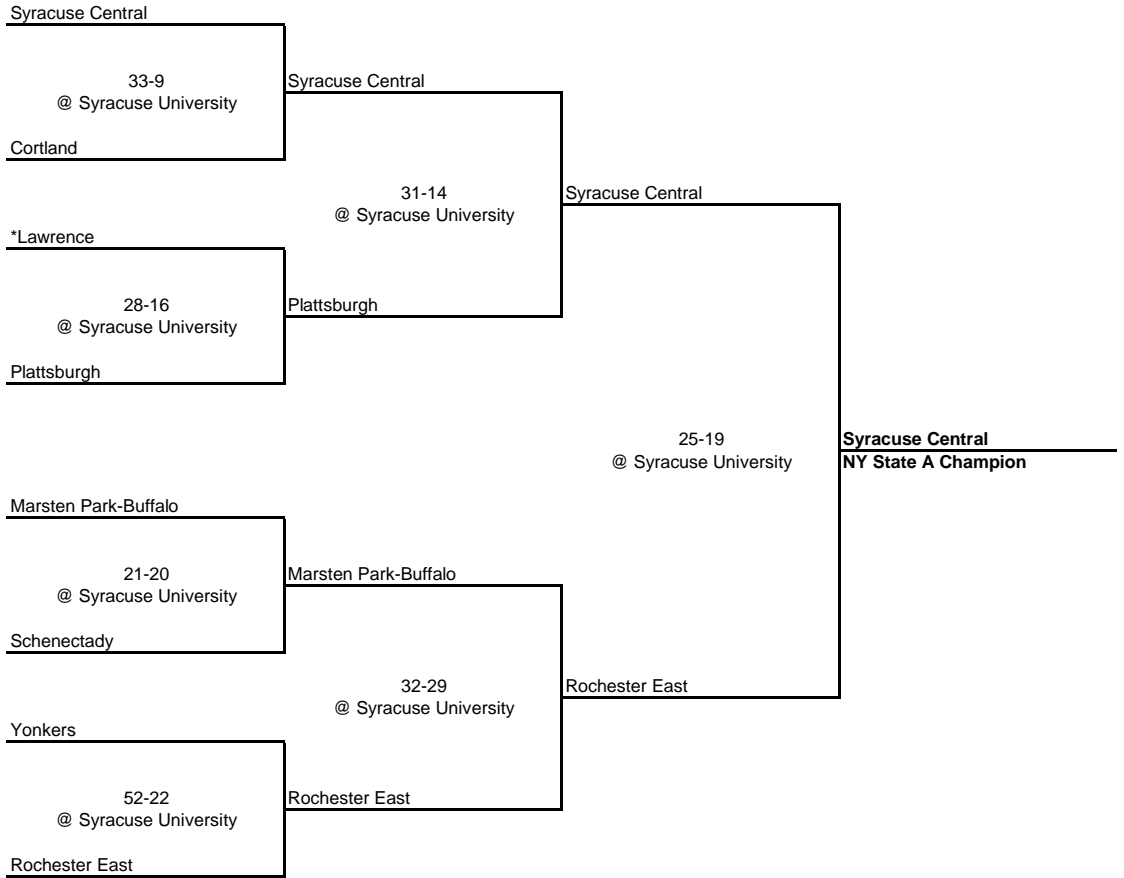 Syracuse Central
33-9
@ Syracuse University
Syracuse Central
Cortland
31-14
@ Syracuse University
Syracuse Central
*Lawrence
28-16
@ Syracuse University
Plattsburgh
Plattsburgh
25-19
@ Syracuse University
Syracuse Central
NY State A Champion
Marsten Park-Buffalo
21-20
@ Syracuse University
Marsten Park-Buffalo
Schenectady
32-29
@ Syracuse University
Rochester East
Yonkers
52-22
@ Syracuse University
Rochester East
Rochester East